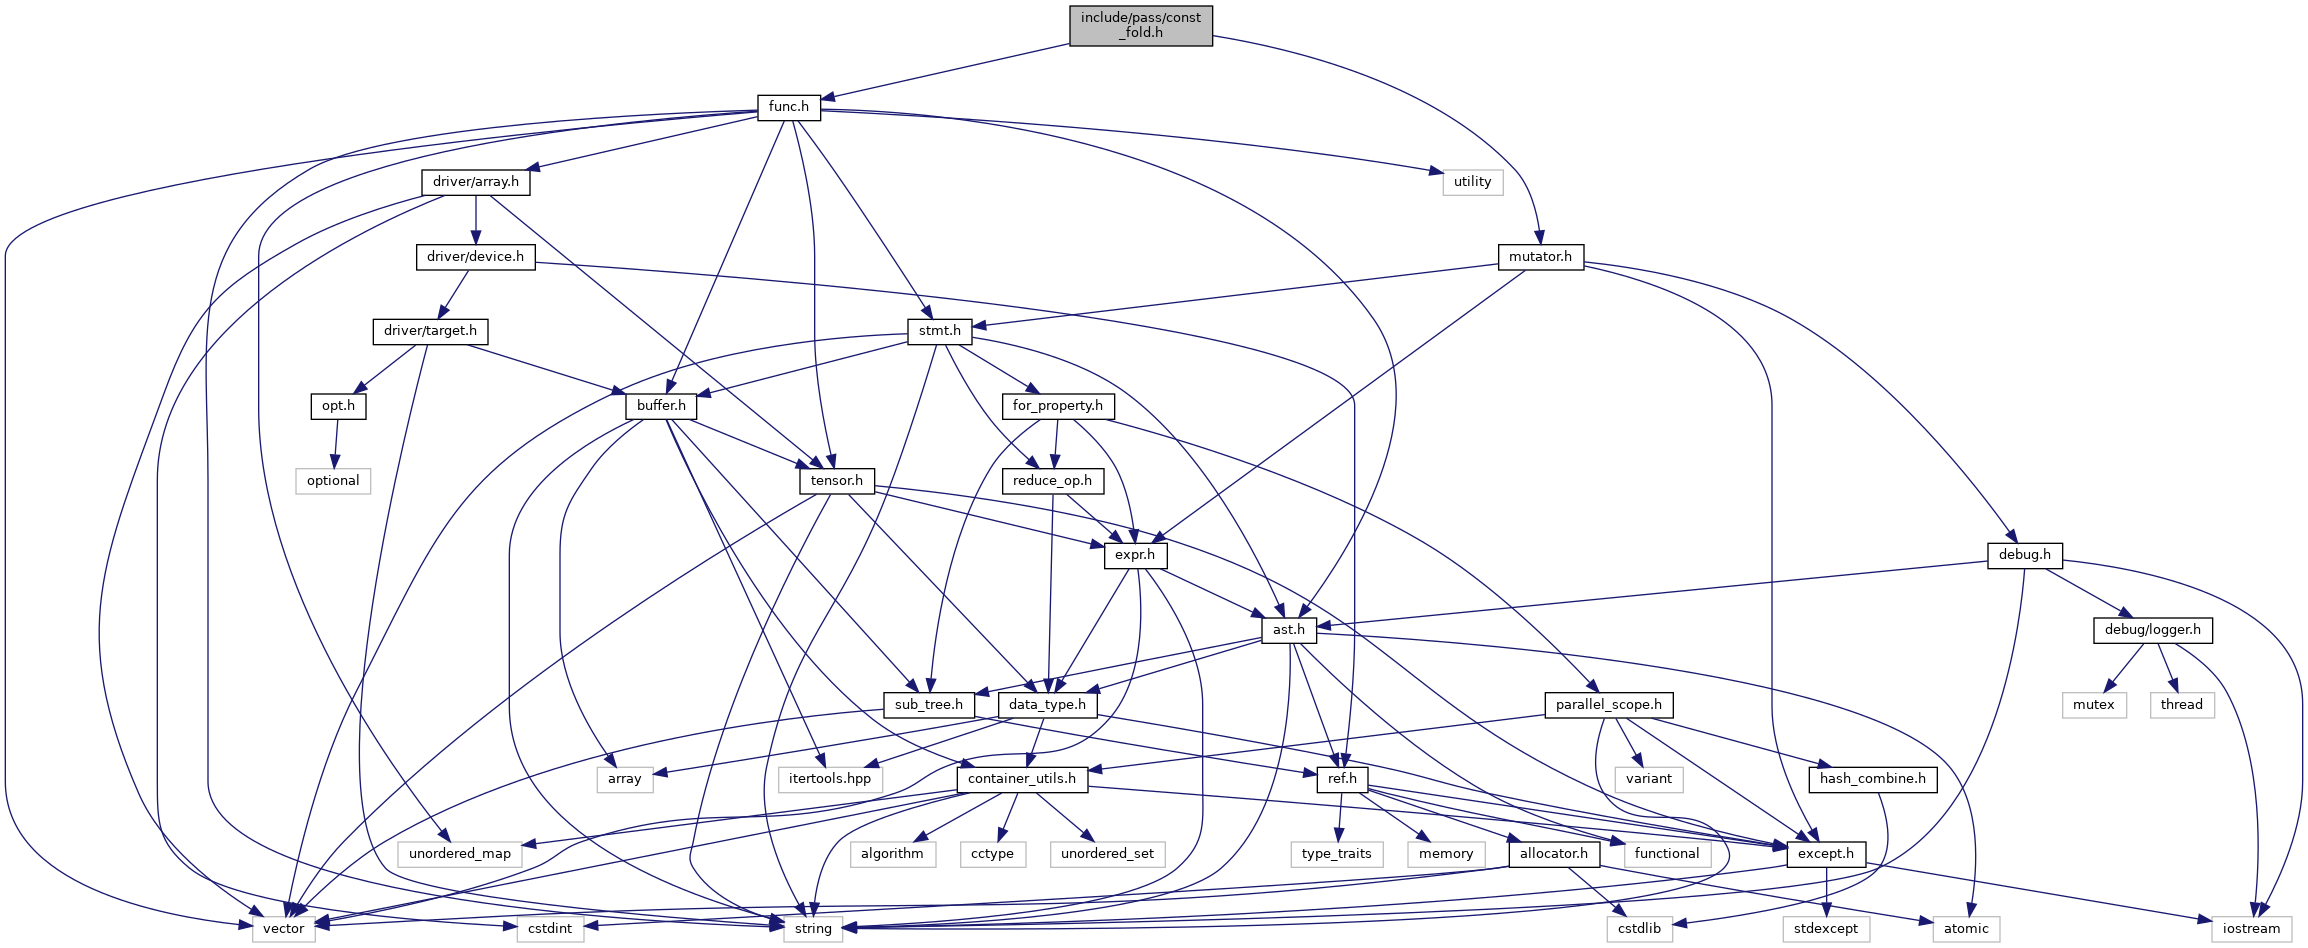 include/pass/const
_fold.h
func.h
driver/array.h
utility
driver/device.h
mutator.h
driver/target.h
stmt.h
opt.h
buffer.h
for_property.h
optional
tensor.h
reduce_op.h
expr.h
debug.h
ast.h
debug/logger.h
sub_tree.h
data_type.h
parallel_scope.h
mutex
thread
array
itertools.hpp
container_utils.h
ref.h
variant
hash_combine.h
unordered_map
algorithm
cctype
unordered_set
type_traits
memory
allocator.h
functional
except.h
vector
cstdint
string
cstdlib
stdexcept
atomic
iostream